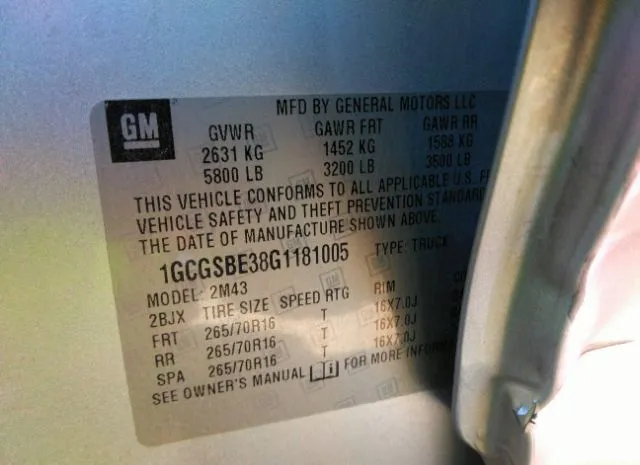 MFD BY GENERAL MOTORS LLC
GM
GVWR GAWR FRT GAWR RR
2631 KG 1452 KG 1588 KG
5800 LB 3200 LB 3500 LB
THIS VEHICLE CONFORMS TO ALL APPLICABLE U.S. F
VEHICLE SAFETY AND THEFT PREVENTION STANDARD
THE DATE OF MANUFACTURE SHOWN ABOVE.
1GCGSBE38G1181005 TYPE: TRUCK
MODEL: 2M43
2BJX TIRE SIZE SPEED RTG RIM CO
FRT 265/70R16 T 16X7.0J
RR 265/70R16 T 16X7.0J
SPA 265/70R16 T 16X7.0J
SEE OWNER'S MANUAL FOR MORE INFORM